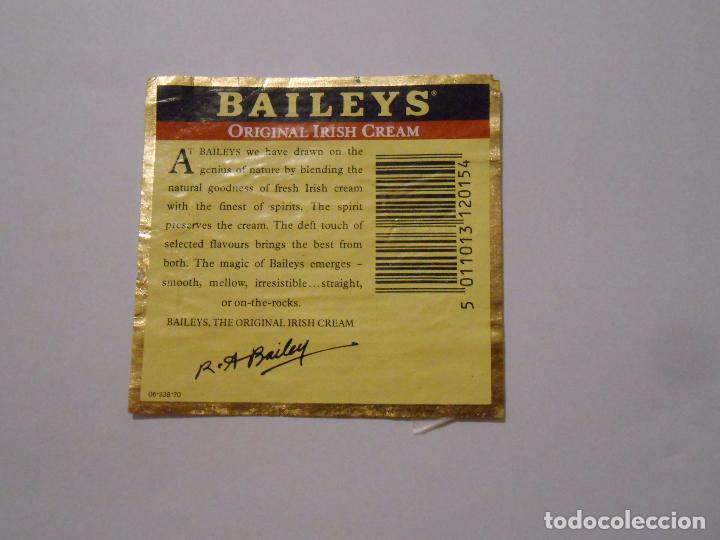 BAILEYS®
ORIGINAL IRISH CREAM
AT BAILEYS we have drawn on the
genius of nature by blending the
natural goodness of fresh Irish cream
with the finest of spirits. The spirit
preserves the cream. The deft touch of
selected flavours brings the best from
both. The magic of Baileys emerges –
smooth, mellow, irresistible...straight,
or on-the-rocks.
BAILEYS, THE ORIGINAL IRISH CREAM
R.A Bailey
06-338-70
5 011013 120154
todocoleccion